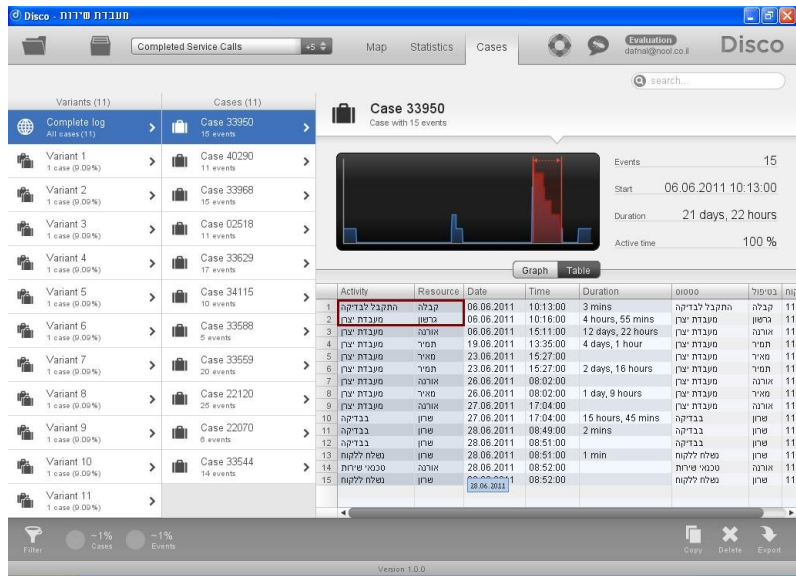 Disco - מעבדת שירות
Completed Service Calls
+5
Map
Statistics
Cases
Evaluation
dafnal@nool.co.il
Disco
search...
Variants (11)
Cases (11)
Complete log
All cases (11)
Case 33950
15 events
Variant 1
1 case (9.09%)
Case 40290
11 events
Variant 2
1 case (9.09%)
Case 33968
15 events
Variant 3
1 case (9.09%)
Case 02518
11 events
Variant 4
1 case (9.09%)
Case 33629
17 events
Variant 5
1 case (9.09%)
Case 34115
10 events
Variant 6
1 case (9.09%)
Case 33588
5 events
Variant 7
1 case (9.09%)
Case 33559
20 events
Variant 8
1 case (9.09%)
Case 22120
25 events
Variant 9
1 case (9.09%)
Case 22070
6 events
Variant 10
1 case (9.09%)
Case 33544
14 events
Variant 11
1 case (9.09%)
Case 33950
Case with 15 events
Events 15
Start 06.06.2011 10:13:00
Duration 21 days, 22 hours
Active time 100 %
Graph Table
Activity Resource Date Time Duration סטטוס בטיפול
1 התקבל לבדיקה קבלה 06.06.2011 10:13:00 3 mins התקבל לבדיקה קבלה 11
2 מעבדת יצרן גרשון 06.06.2011 10:16:00 4 hours, 55 mins מעבדת יצרן גרשון 11
3 מעבדת יצרן אורנה 06.06.2011 15:11:00 12 days, 22 hours מעבדת יצרן אורנה 11
4 מעבדת יצרן תמיר 19.06.2011 13:35:00 4 days, 1 hour מעבדת יצרן תמיר 11
5 מעבדת יצרן מאיר 23.06.2011 15:27:00 מעבדת יצרן מאיר 11
6 מעבדת יצרן תמיר 23.06.2011 15:27:00 2 days, 16 hours מעבדת יצרן תמיר 11
7 מעבדת יצרן אורנה 26.06.2011 08:02:00 מעבדת יצרן אורנה 11
8 מעבדת יצרן מאיר 26.06.2011 08:02:00 1 day, 9 hours מעבדת יצרן מאיר 11
9 מעבדת יצרן אורנה 27.06.2011 17:04:00 מעבדת יצרן אורנה 11
10 בבדיקה שרון 27.06.2011 17:04:00 15 hours, 45 mins בבדיקה שרון 11
11 בבדיקה שרון 28.06.2011 08:49:00 2 mins בבדיקה שרון 11
12 בבדיקה שרון 28.06.2011 08:51:00 בבדיקה שרון 11
13 נשלח ללקוח שרון 28.06.2011 08:51:00 1 min נשלח ללקוח שרון 11
14 טכנאי שירות אורנה 28.06.2011 08:52:00 טכנאי שירות אורנה 11
15 נשלח ללקוח שרון 08:52:00 נשלח ללקוח שרון 11
28.06.2011
Filter
~1%
Cases
~1%
Events
Copy
Delete
Export
Version 1.0.0